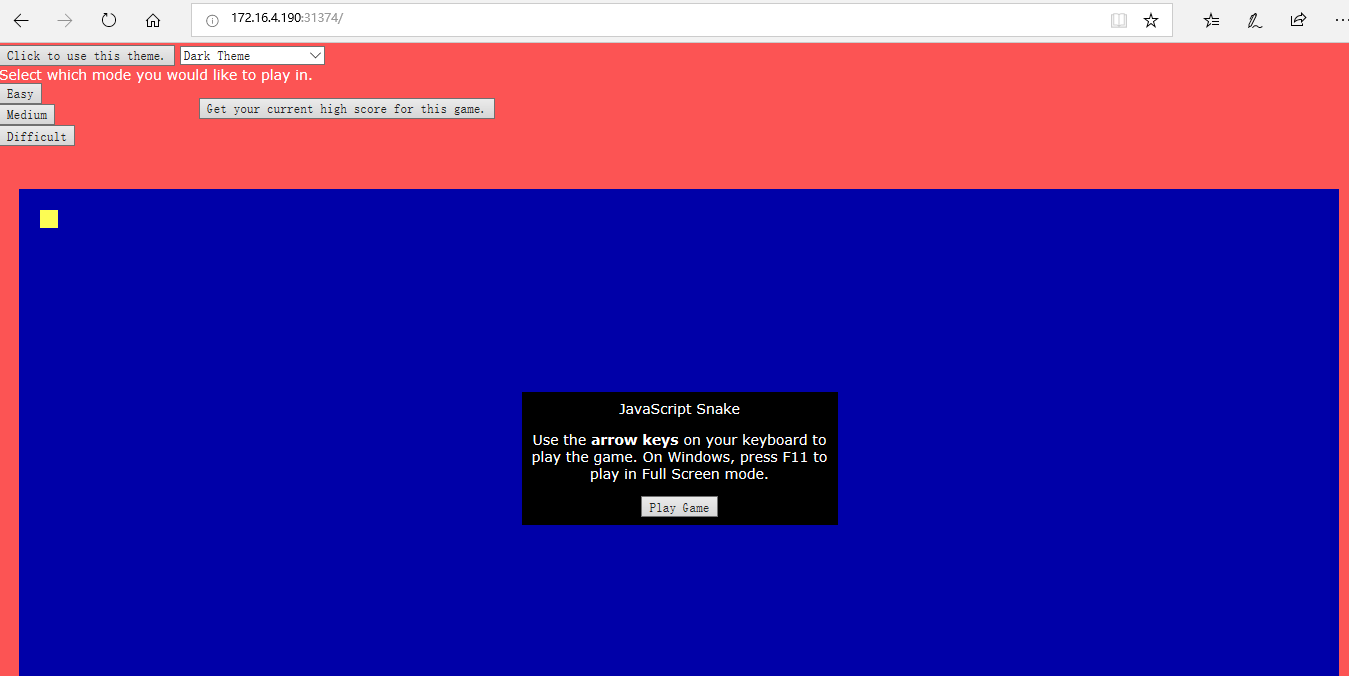 172.16.4.190:31374/
Click to use this theme. Dark Theme
Select which mode you would like to play in.
Easy
Get your current high score for this game.
Medium
Difficult
JavaScript Snake
Use the arrow keys on your keyboard to
play the game. On Windows, press F11 to
play in Full Screen mode.
Play Game